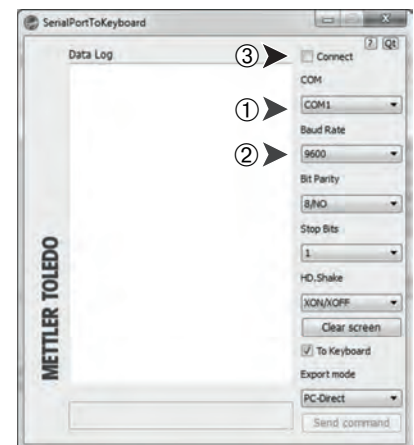 SerialPortToKeyboard
Data Log
③
Connect
? Qt
COM
①
COM1
Baud Rate
②
9600
Bit Parity
8/NO
Stop Bits
1
HD.Shake
XON/XOFF
Clear screen
To Keyboard
Export mode
PC-Direct
Send command
METTLER TOLEDO